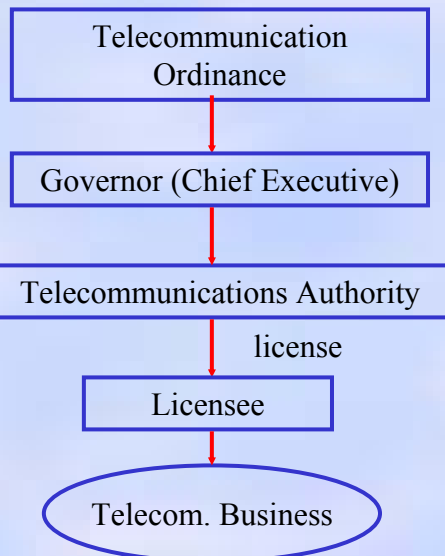 Telecommunication
Ordinance
Governor (Chief Executive)
Telecommunications Authority
license
Licensee
Telecom. Business